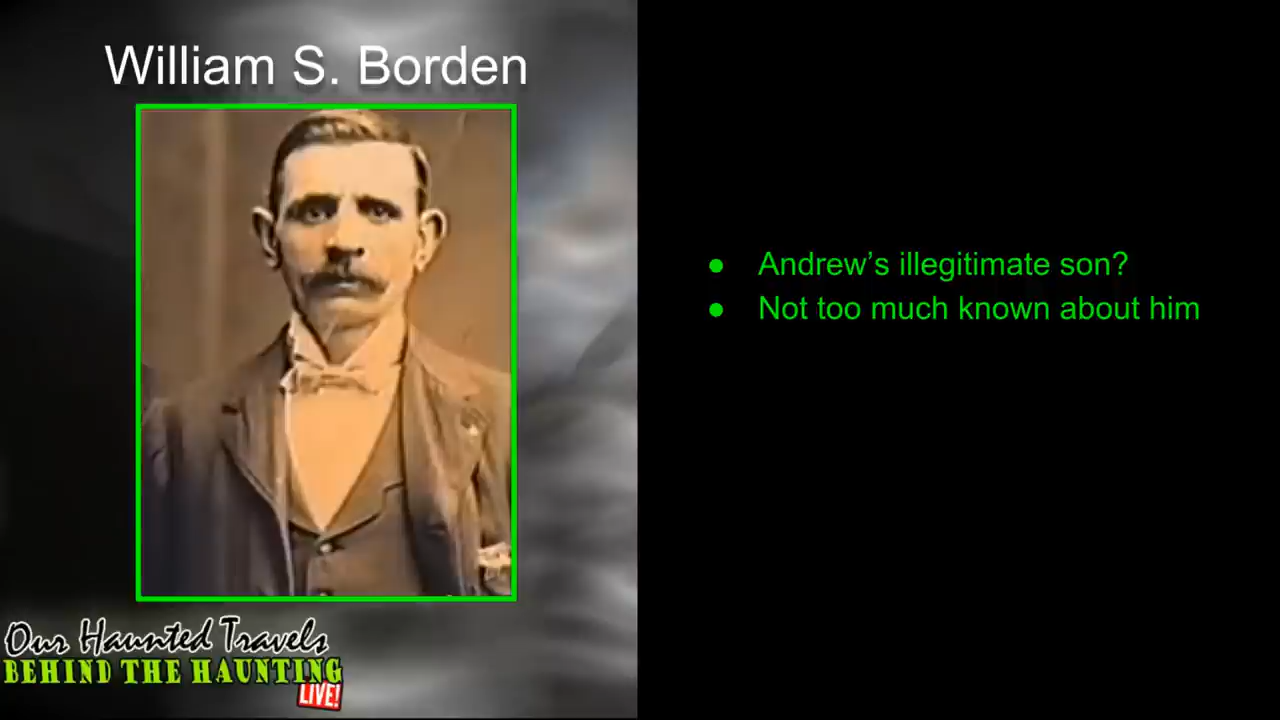 William S. Borden
● Andrew’s illegitimate son?
● Not too much known about him
Our Haunted Travels
BEHIND THE HAUNTING
LIVE!